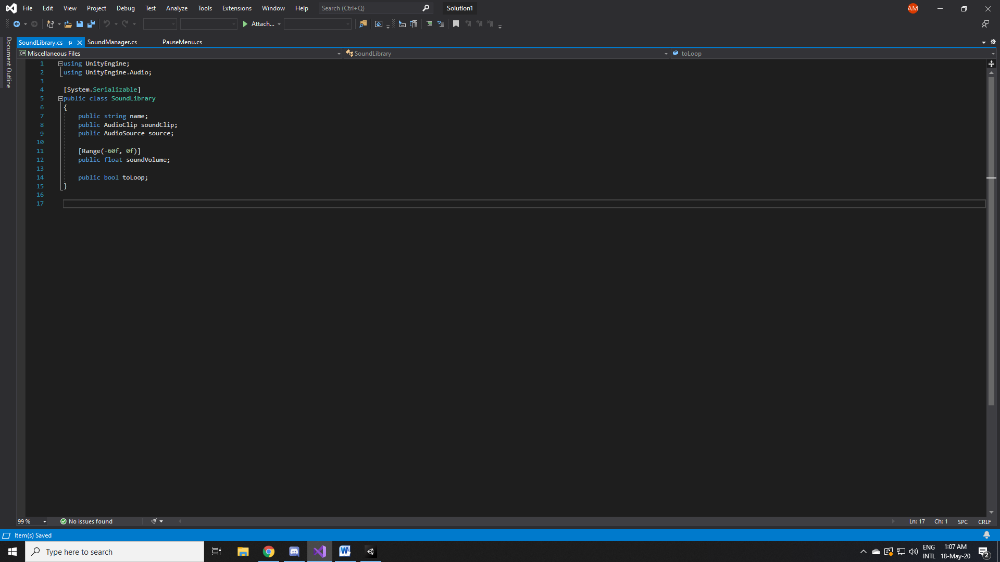 File Edit View Project Debug Test Analyze Tools Extensions Window Help Search (Ctrl+Q) Solution1 AM
Attach...
SoundLibrary.cs SoundManager.cs PauseMenu.cs
C# Miscellaneous Files SoundLibrary toLoop
Document Outline
1 using UnityEngine;
2 using UnityEngine.Audio;
3
4 [System.Serializable]
5 public class SoundLibrary
6 {
7 public string name;
8 public AudioClip soundClip;
9 public AudioSource source;
10
11 [Range(-60f, 0f)]
12 public float soundVolume;
13
14 public bool toLoop;
15 }
16
17
99 % No issues found Ln: 17 Ch: 1 SPC CRLF
Item(s) Saved
Type here to search
ENG 1:07 AM
INTL 18-May-20 2